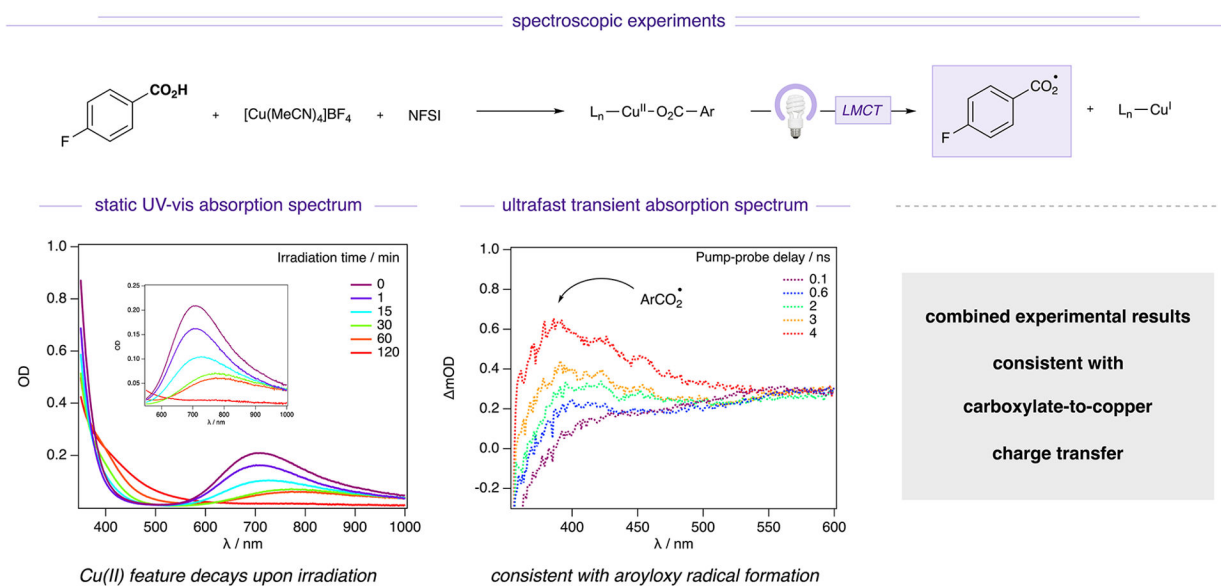 spectroscopic experiments
CO2H
F
+
[Cu(MeCN)4]BF4
+
NFSI
Ln—CuII—O2C—Ar
LMCT
CO2•
F
+
Ln—CuI
static UV-vis absorption spectrum
1.0
0.8
0.6
0.4
0.2
OD
400 500 600 700 800 900 1000
λ / nm
Irradiation time / min
0
1
15
30
60
120
0.25
0.20
0.15
0.10
0.05
OD
600 700 800 900 1000
λ / nm
Cu(II) feature decays upon irradiation
ultrafast transient absorption spectrum
1.0
0.8
0.6
0.4
0.2
0.0
-0.2
ΔmOD
400 450 500 550 600
λ / nm
Pump-probe delay / ns
0.1
0.6
2
3
4
ArCO2•
consistent with aroyloxy radical formation
combined experimental results
consistent with
carboxylate-to-copper
charge transfer